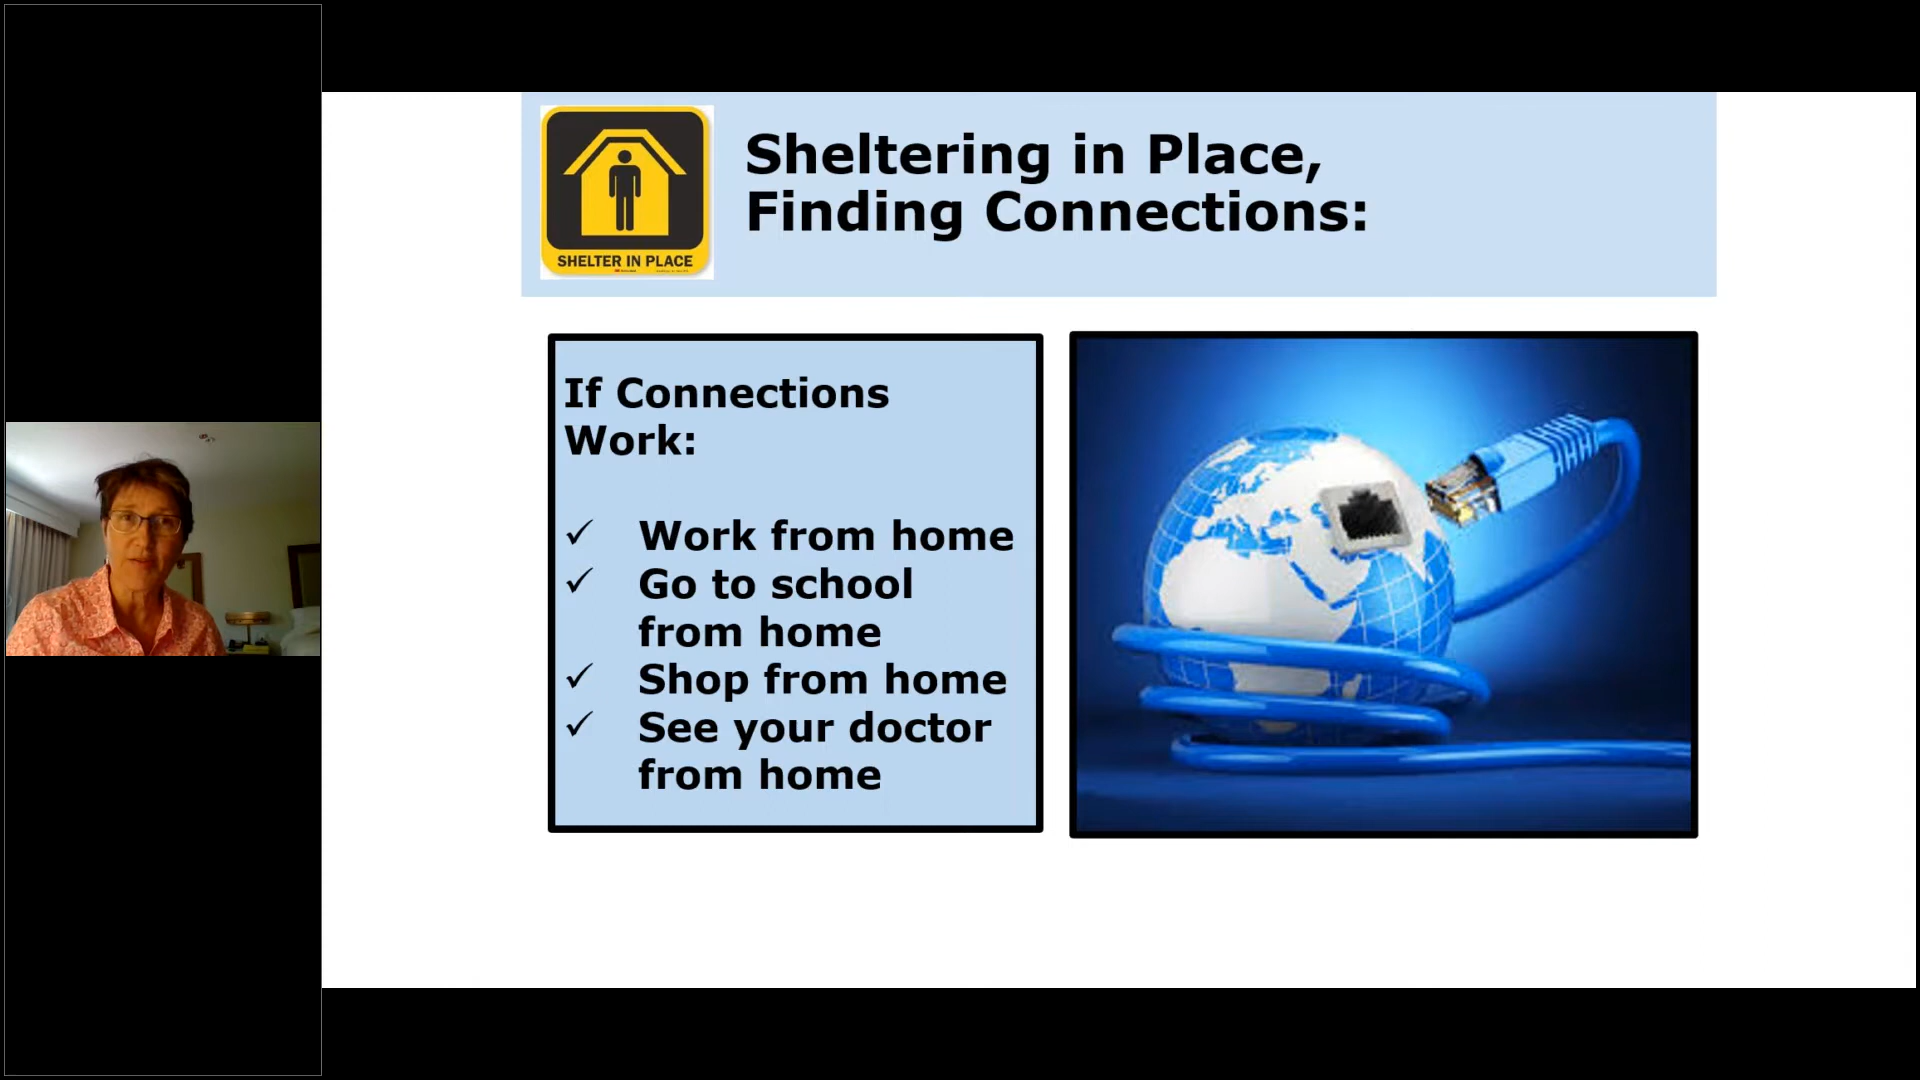 SHELTER IN PLACE
Sheltering in Place,
Finding Connections:
If Connections
Work:
✓ Work from home
✓ Go to school
from home
✓ Shop from home
✓ See your doctor
from home